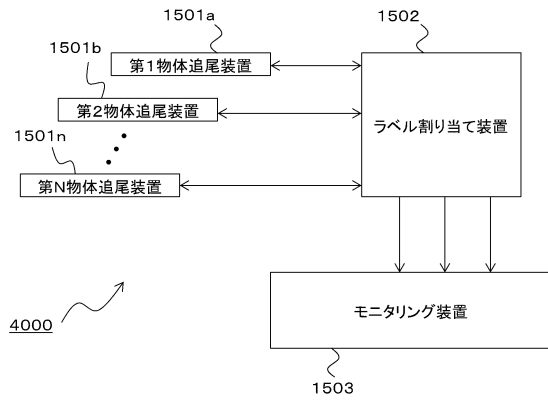 1501a
1502
1501b
第1物体追尾装置
第2物体追尾装置
ラベル割り当て装置
1501n
第N物体追尾装置
モニタリング装置
4000
1503